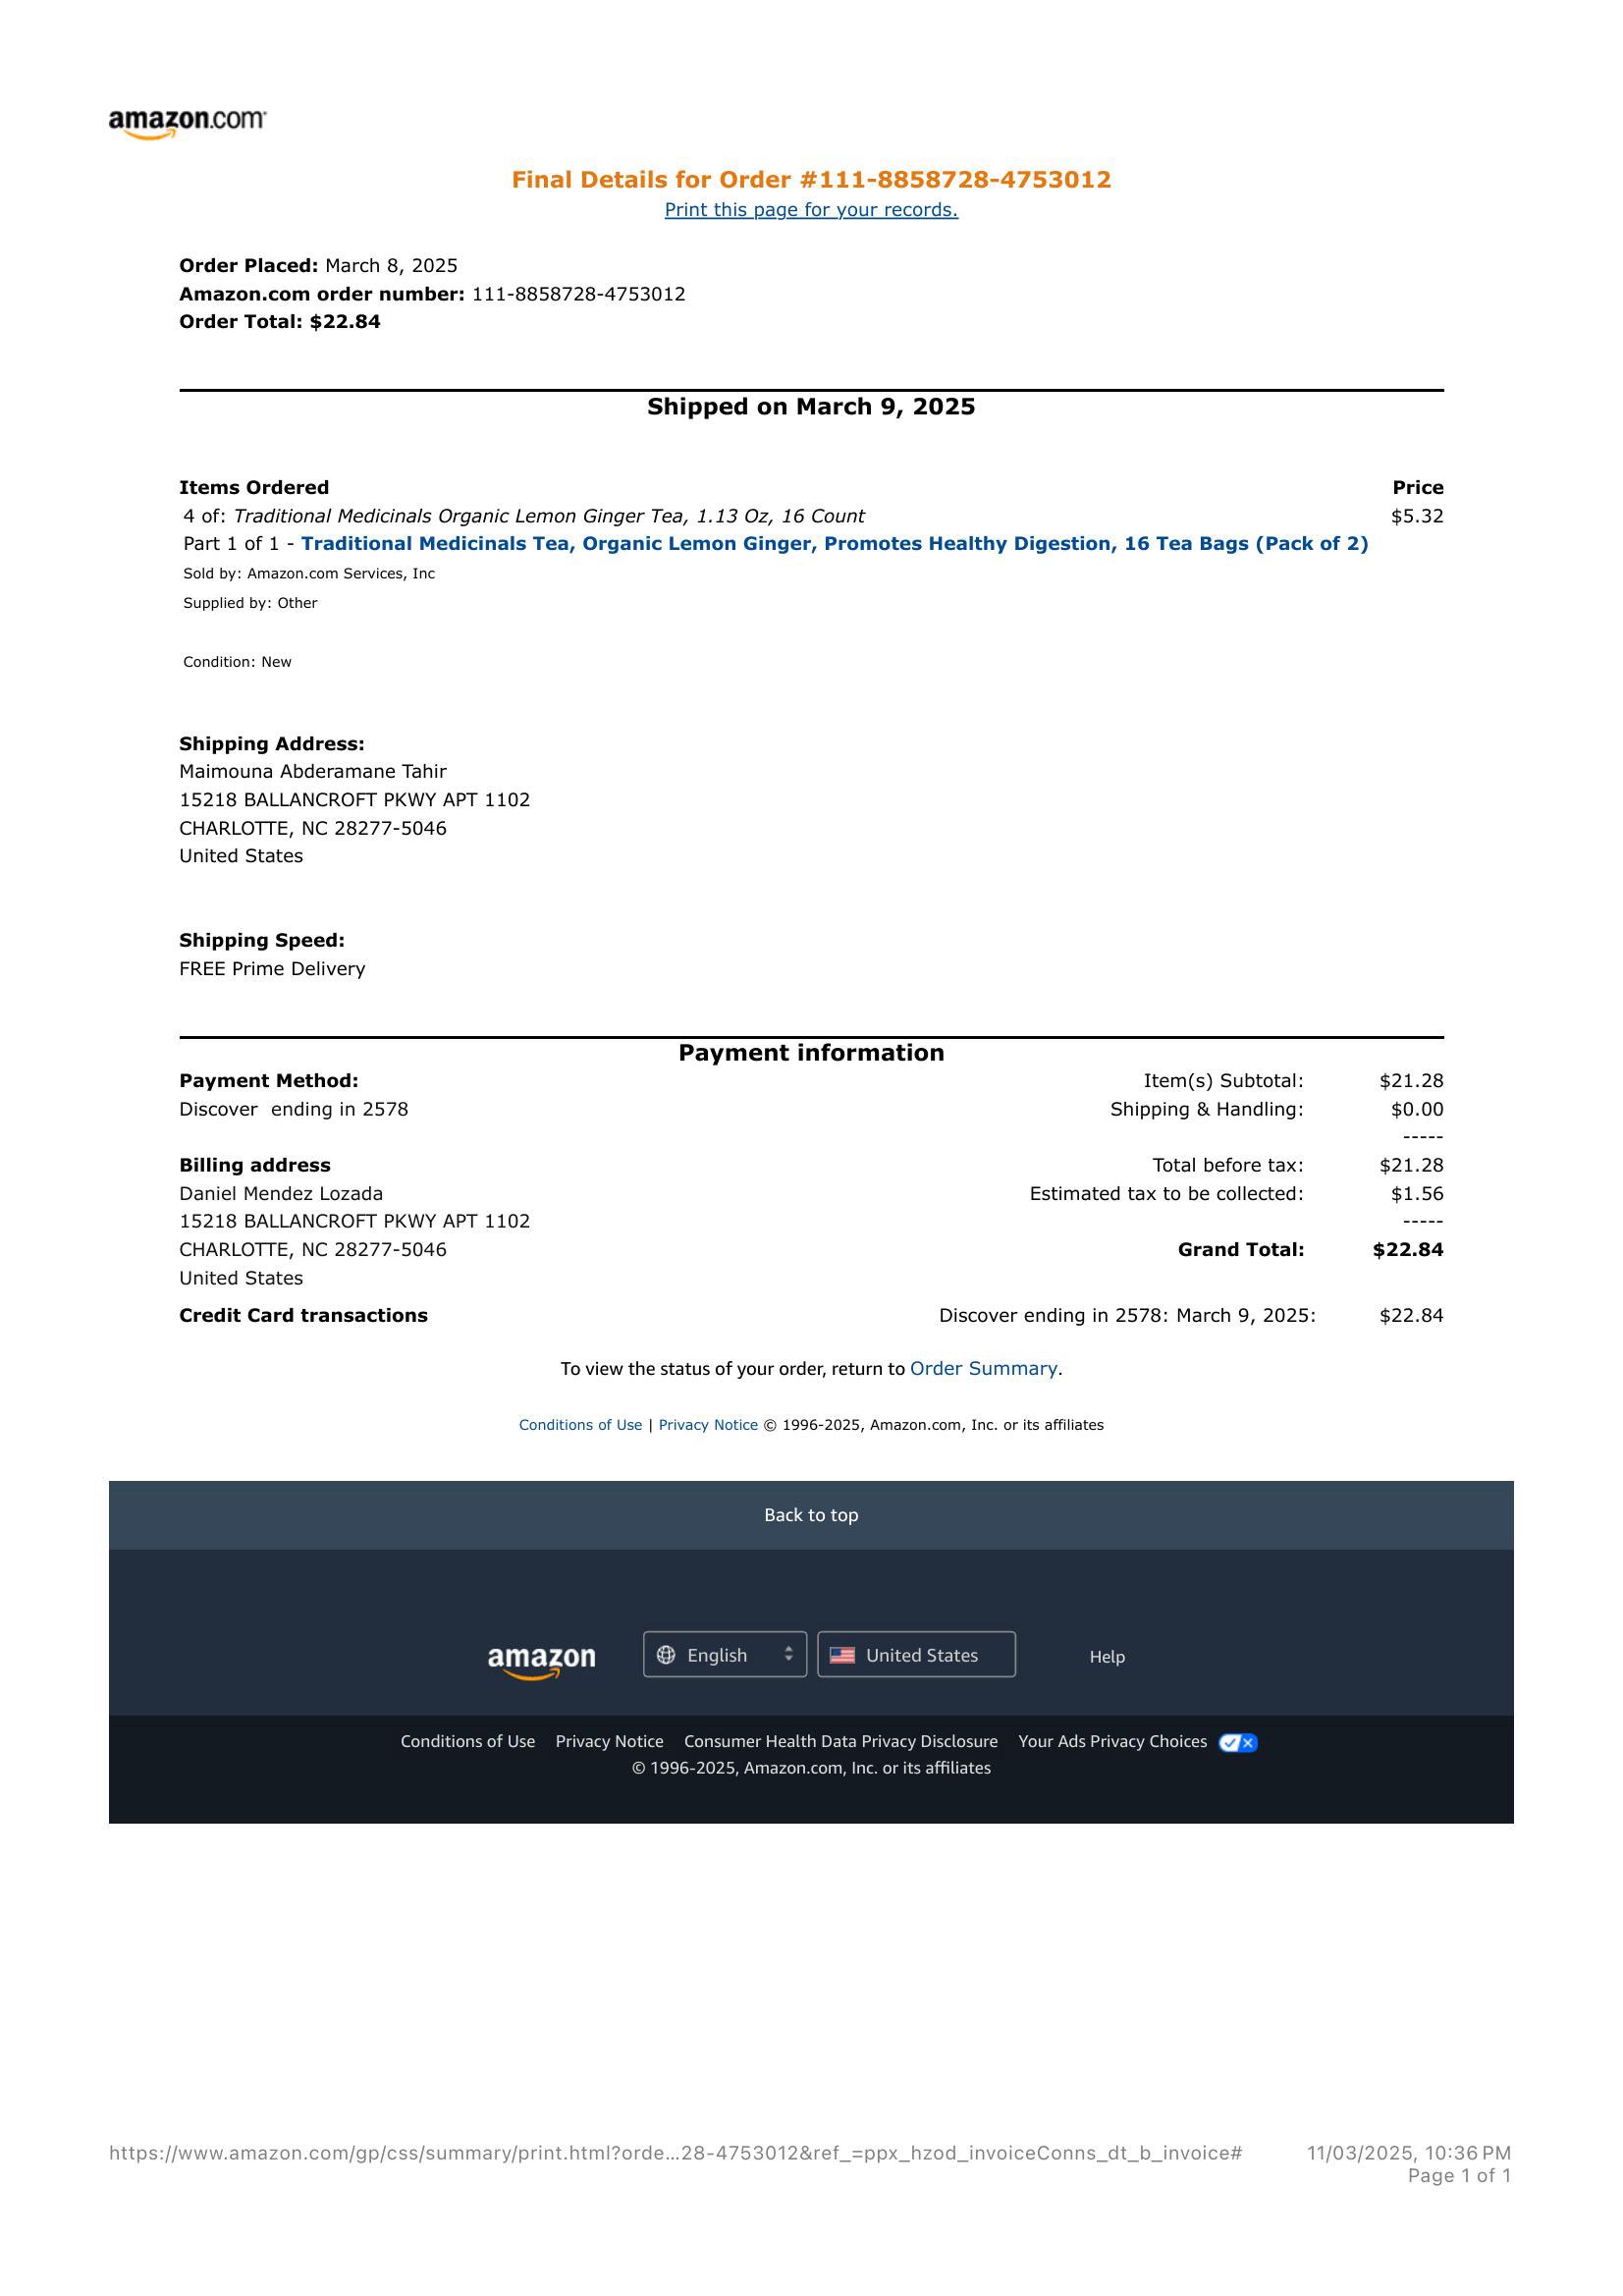 amazon.com
Final Details for Order #111-8858728-4753012
Print this page for your records.
Order Placed: March 8, 2025
Amazon.com order number: 111-8858728-4753012
Order Total: $22.84
Shipped on March 9, 2025
Items Ordered Price
4 of: Traditional Medicinals Organic Lemon Ginger Tea, 1.13 Oz, 16 Count $5.32
Part 1 of 1 - Traditional Medicinals Tea, Organic Lemon Ginger, Promotes Healthy Digestion, 16 Tea Bags (Pack of 2)
Sold by: Amazon.com Services, Inc
Supplied by: Other
Condition: New
Shipping Address:
Maimouna Abderamane Tahir
15218 BALLANCROFT PKWY APT 1102
CHARLOTTE, NC 28277-5046
United States
Shipping Speed:
FREE Prime Delivery
Payment information
Payment Method: Item(s) Subtotal: $21.28
Discover ending in 2578 Shipping & Handling: $0.00
-----
Billing address Total before tax: $21.28
Daniel Mendez Lozada Estimated tax to be collected: $1.56
15218 BALLANCROFT PKWY APT 1102 -----
CHARLOTTE, NC 28277-5046 Grand Total: $22.84
United States
Credit Card transactions Discover ending in 2578: March 9, 2025: $22.84
To view the status of your order, return to Order Summary.
Conditions of Use | Privacy Notice © 1996-2025, Amazon.com, Inc. or its affiliates
Back to top
amazon English United States Help
Conditions of Use Privacy Notice Consumer Health Data Privacy Disclosure Your Ads Privacy Choices
© 1996-2025, Amazon.com, Inc. or its affiliates
https://www.amazon.com/gp/css/summary/print.html?orde…28-4753012&ref_=ppx_hzod_invoiceConns_dt_b_invoice# 11/03/2025, 10:36 PM
Page 1 of 1